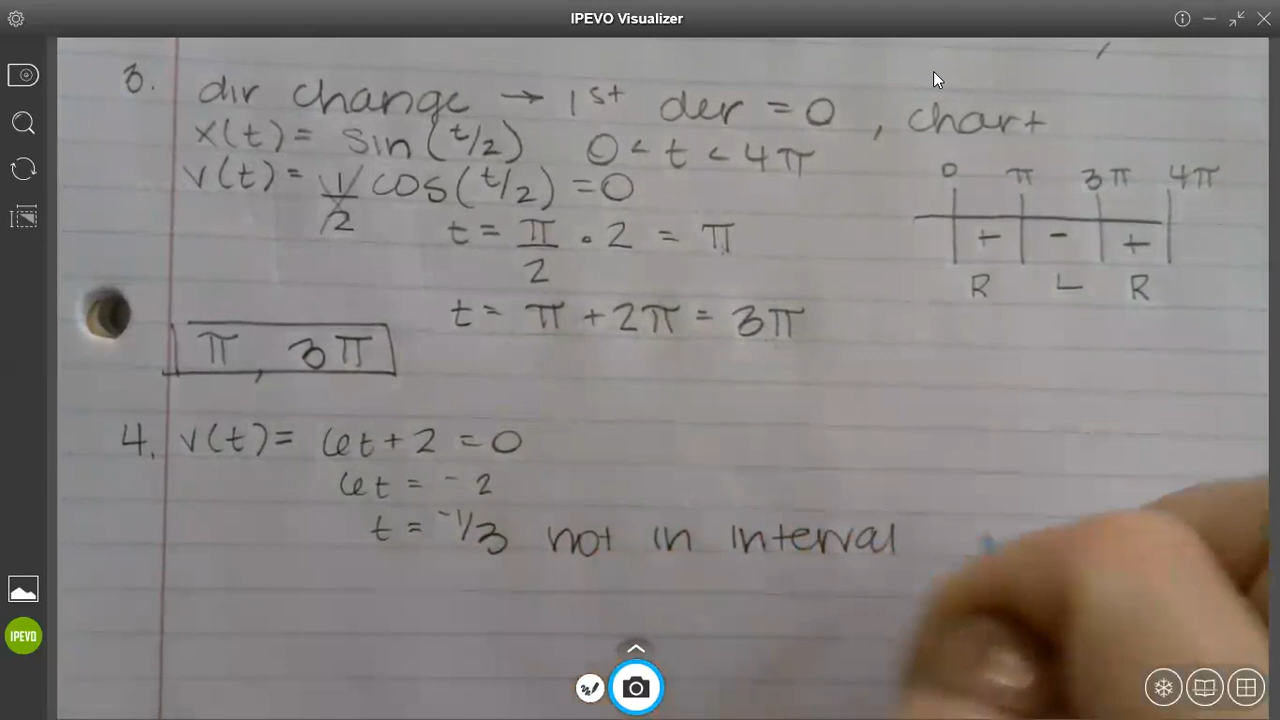 IPEVO Visualizer
3. dir change → 1st der = 0, chart
x(t) = sin(t/2) 0 < t < 4π
v(t) = 1/2 cos(t/2) = 0
t = π/2 · 2 = π
t = π + 2π = 3π
0 π 3π 4π
+ - +
R L R
π, 3π
4. v(t) = 6t + 2 = 0
6t = -2
t = -1/3 not in interval
IPEVO